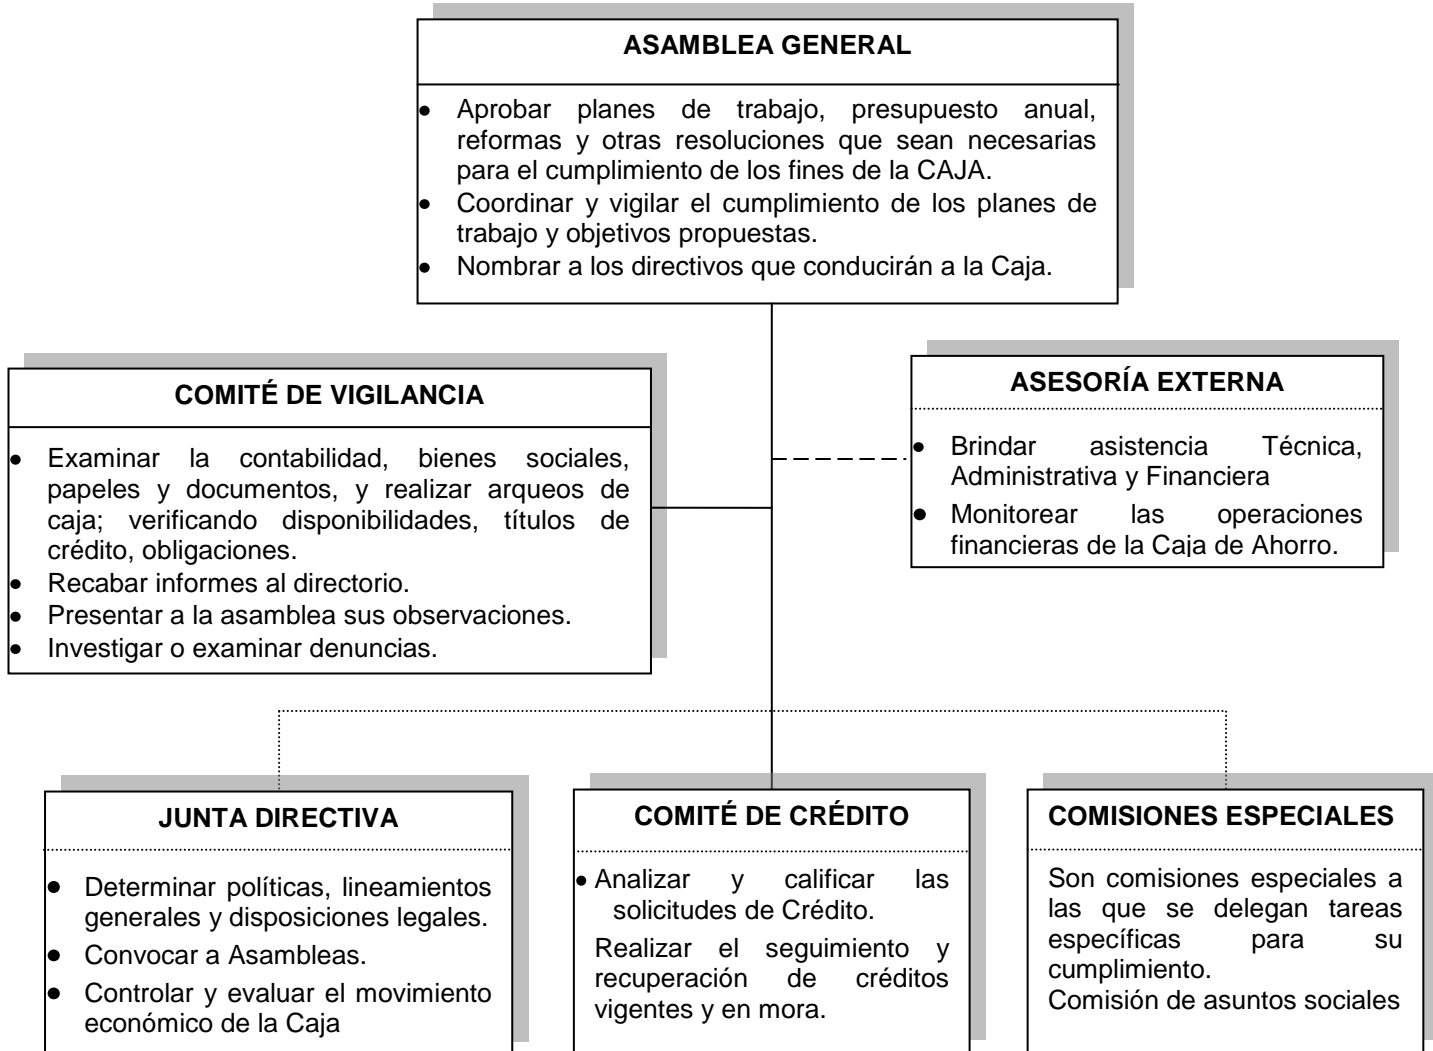 ASAMBLEA GENERAL
• Aprobar planes de trabajo, presupuesto anual,
reformas y otras resoluciones que sean necesarias
para el cumplimiento de los fines de la CAJA.
• Coordinar y vigilar el cumplimiento de los planes de
trabajo y objetivos propuestas.
• Nombrar a los directivos que conducirán a la Caja.
COMITÉ DE VIGILANCIA
• Examinar la contabilidad, bienes sociales,
papeles y documentos, y realizar arqueos de
caja; verificando disponibilidades, títulos de
crédito, obligaciones.
• Recabar informes al directorio.
• Presentar a la asamblea sus observaciones.
• Investigar o examinar denuncias.
ASESORÍA EXTERNA
• Brindar asistencia Técnica,
Administrativa y Financiera
• Monitorear las operaciones
financieras de la Caja de Ahorro.
JUNTA DIRECTIVA
• Determinar políticas, lineamientos
generales y disposiciones legales.
• Convocar a Asambleas.
• Controlar y evaluar el movimiento
económico de la Caja
COMITÉ DE CRÉDITO
• Analizar y calificar las
solicitudes de Crédito.
Realizar el seguimiento y
recuperación de créditos
vigentes y en mora.
COMISIONES ESPECIALES
Son comisiones especiales a
las que se delegan tareas
específicas para su
cumplimiento.
Comisión de asuntos sociales